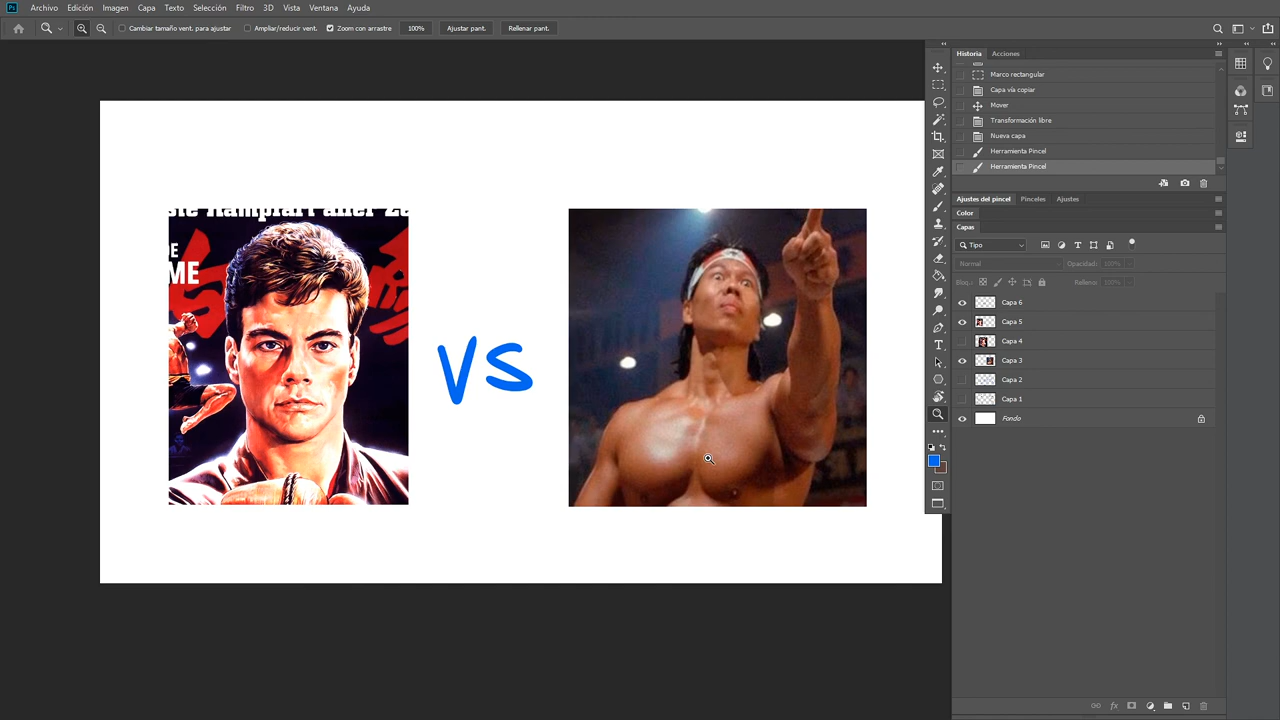 Archivo Edición Imagen Capa Texto Selección Filtro 3D Vista Ventana Ayuda
Cambiar tamaño vent. para ajustar Ampliar/reducir vent. Zoom con arrastre 100% Ajustar pant. Rellenar pant.
Historia Acciones
Marco rectangular
Capa vía copiar
Mover
Transformación libre
Nueva capa
Herramienta Pincel
Herramienta Pincel
Ajustes del pincel Pinceles Ajustes
Color
Capas
Tipo
Normal Opacidad: 100%
Bloq.: Relleno: 100%
Capa 6
Capa 5
Capa 4
Capa 3
Capa 2
Capa 1
Fondo
DE
ME
VS